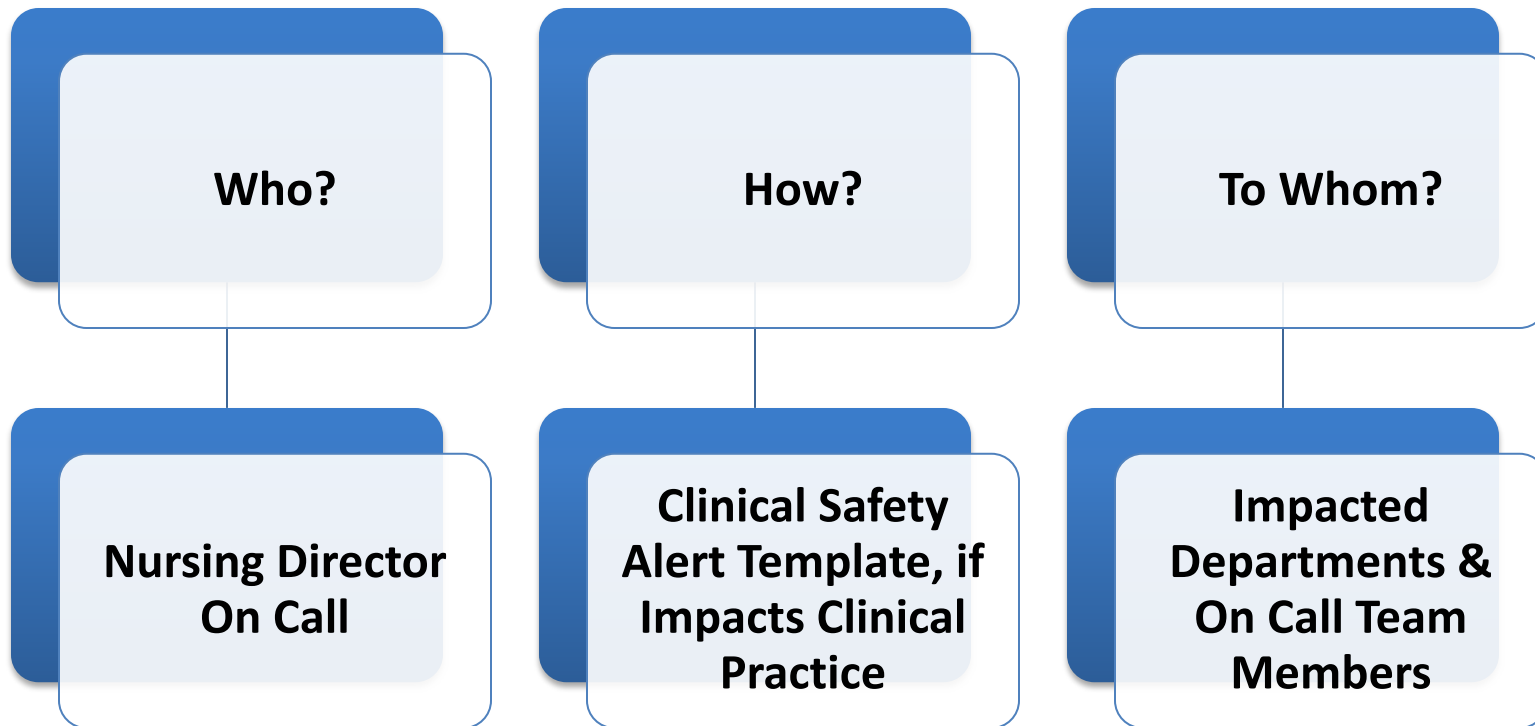 Who?
How?
To Whom?
Nursing Director
On Call
Clinical Safety
Alert Template, if
Impacts Clinical
Practice
Impacted
Departments &
On Call Team
Members